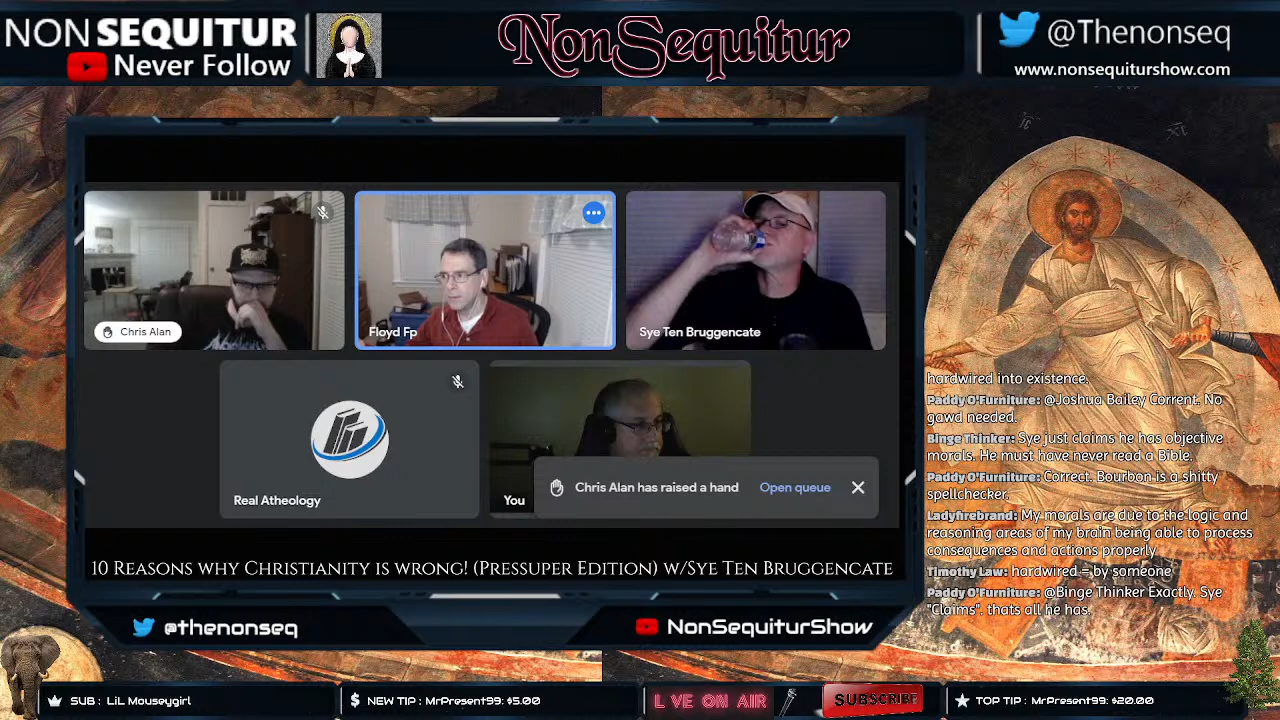 NON SEQUITUR
Never Follow
NonSequitur
@Thenonseq
www.nonsequiturshow.com
Chris Alan
Floyd Fp
Sye Ten Bruggencate
Real Atheology
You
Chris Alan has raised a hand
Open queue
10 Reasons why Christianity is wrong! (Pressuper Edition) w/Sye Ten Bruggencate
@thenonseq
NonSequiturShow
hardwired into existence.
Paddy O'Furniture: @Joshua Bailey Corrent. No
gawd needed.
Binge Thinker: Sye just claims he has objective
morals. He must have never read a Bible.
Paddy O'Furniture: Correct. Bourbon is a shitty
spellchecker.
Ladyfirebrand: My morals are due to the logic and
reasoning areas of my brain being able to process
consequences and actions properly
Timothy Law: hardwired = by someone
Paddy O'Furniture: @Binge Thinker Exactly. Sye
"Claims". thats all he has.
SUB: LiL Mouseygirl
NEW TIP: MrPresent99: $5.00
LIVE ON AIR
SUBSCRIBE
TOP TIP: MrPresent99: $20.00